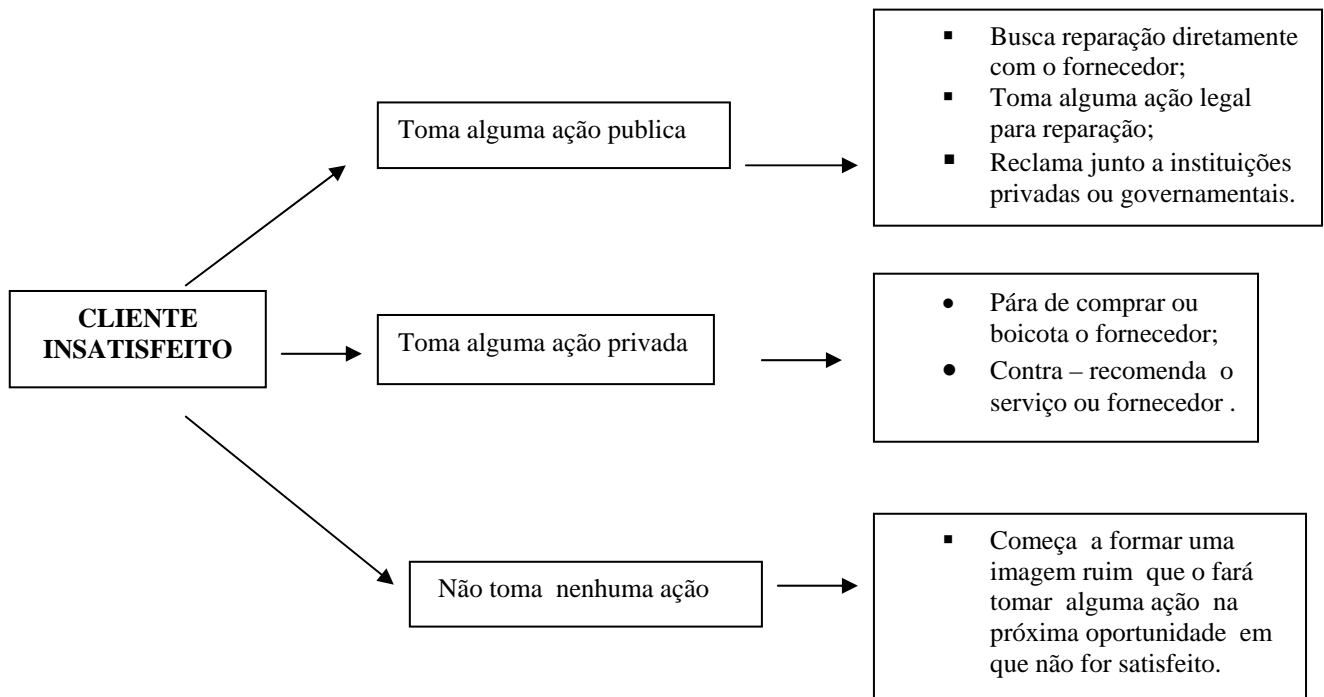 Busca reparação diretamente
com o fornecedor;
Toma alguma ação legal
para reparação;
Reclama junto a instituições
privadas ou governamentais.
Toma alguma ação publica
CLIENTE
INSATISFEITO
Toma alguma ação privada
Pára de comprar ou
boicota o fornecedor;
Contra – recomenda o
serviço ou fornecedor .
Não toma nenhuma ação
Começa a formar uma
imagem ruim que o fará
tomar alguma ação na
próxima oportunidade em
que não for satisfeito.